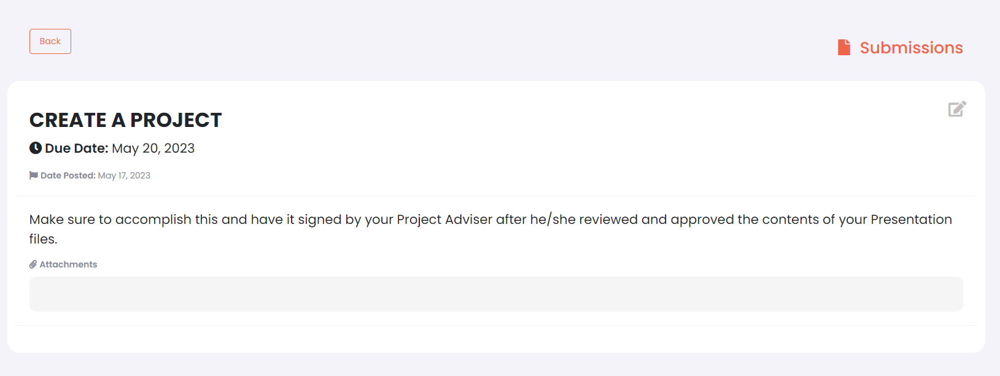 Back
Submissions
CREATE A PROJECT
Due Date: May 20, 2023
Date Posted: May 17, 2023
Make sure to accomplish this and have it signed by your Project Adviser after he/she reviewed and approved the contents of your Presentation
files.
Attachments